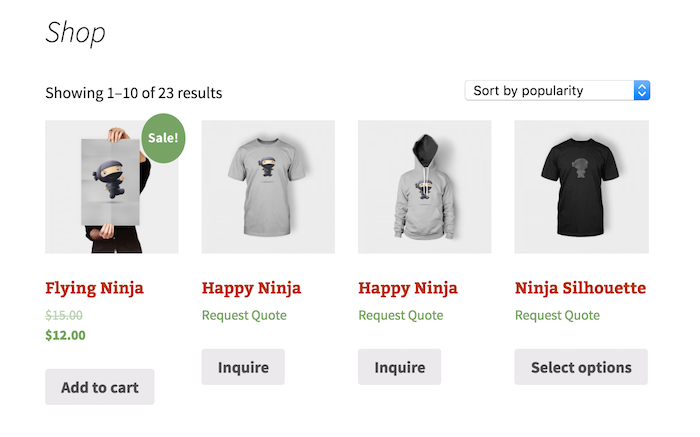 Shop
Showing 1–10 of 23 results
Sort by popularity
Sale!
Flying Ninja
$15.00
$12.00
Add to cart
Happy Ninja
Request Quote
Inquire
Happy Ninja
Request Quote
Inquire
Ninja Silhouette
Request Quote
Select options